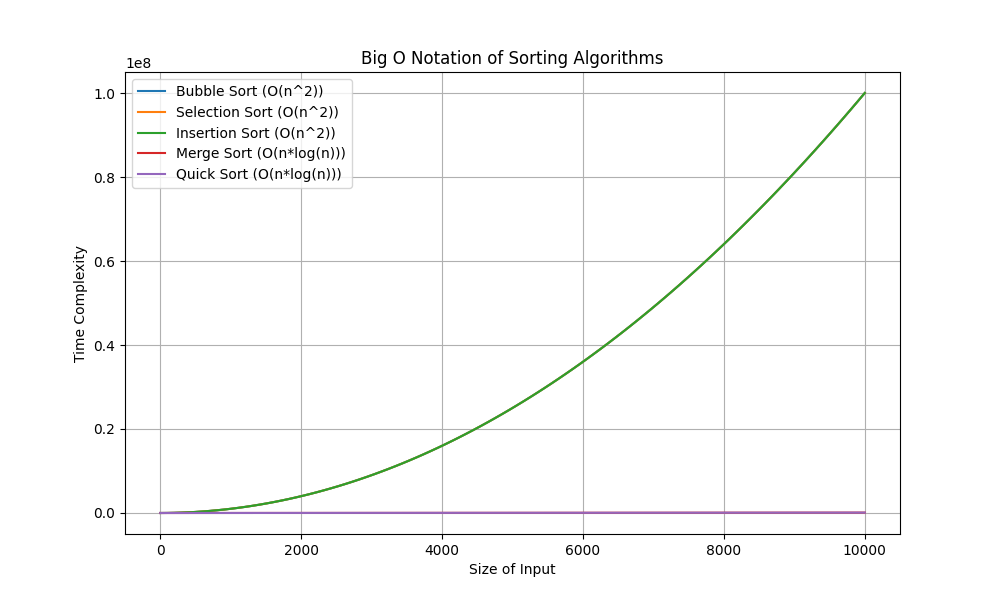 Big O Notation of Sorting Algorithms
1e8
Bubble Sort (O(n^2))
Selection Sort (O(n^2))
Insertion Sort (O(n^2))
Merge Sort (O(n*log(n)))
Quick Sort (O(n*log(n)))
Time Complexity
1.0
0.8
0.6
0.4
0.2
0.0
0 2000 4000 6000 8000 10000
Size of Input